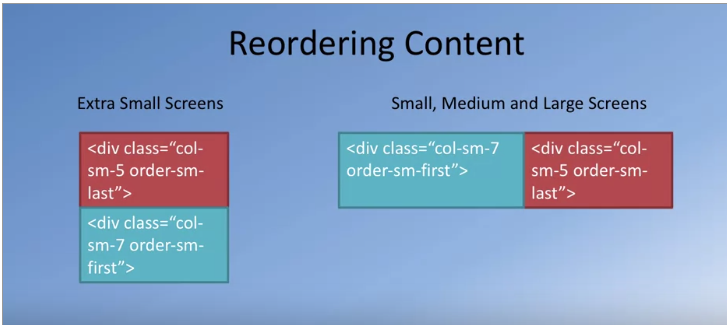 Reordering Content
Extra Small Screens
<div class=“col-
sm-5 order-sm-
last”>
<div class=“col-
sm-7 order-sm-
first”>
Small, Medium and Large Screens
<div class=“col-sm-7
order-sm-first”>
<div class=“col-
sm-5 order-sm-
last”>